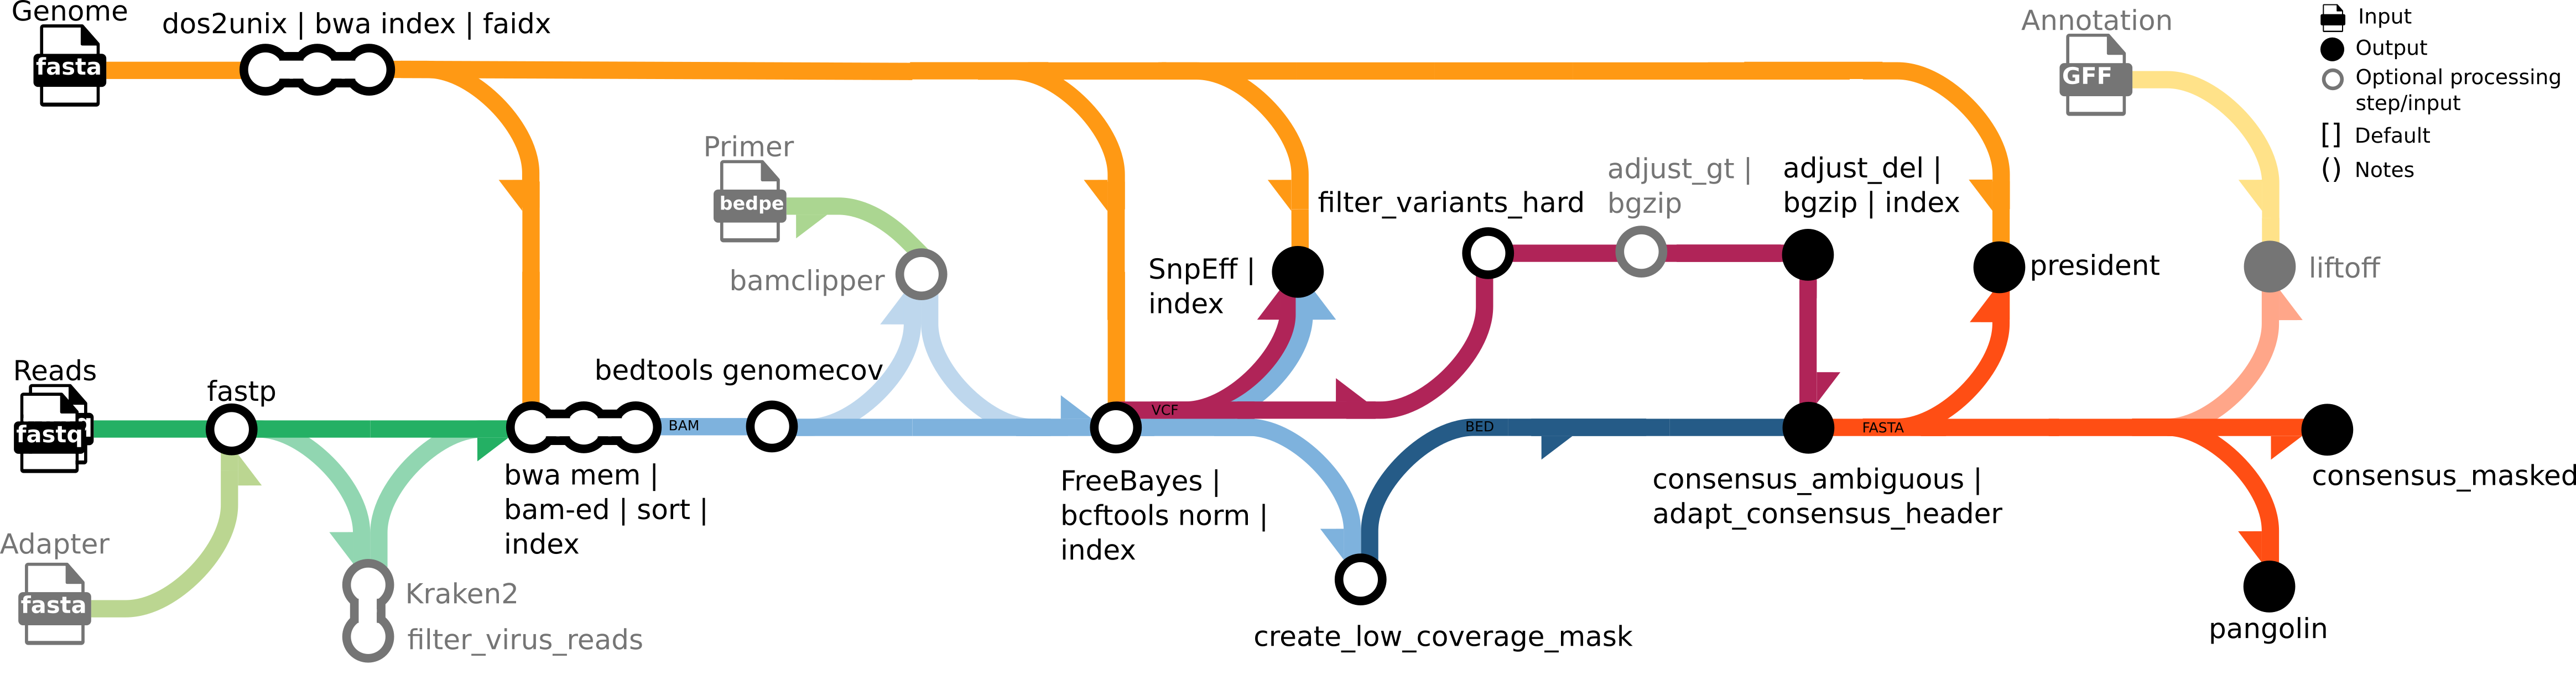 Genome
fasta
dos2unix | bwa index | faidx
Annotation
GFF
Input
Output
Optional processing
step/input
[] Default
() Notes
Primer
bedpe
bamclipper
SnpEff |
index
filter_variants_hard
adjust_gt |
bgzip
adjust_del |
bgzip | index
president
liftoff
Reads
fastq
fastp
bedtools genomecov
BAM
VCF
BED
FASTA
bwa mem |
bam-ed | sort |
index
FreeBayes |
bcftools norm |
index
consensus_ambiguous |
adapt_consensus_header
consensus_masked
Adapter
fasta
Kraken2
filter_virus_reads
create_low_coverage_mask
pangolin